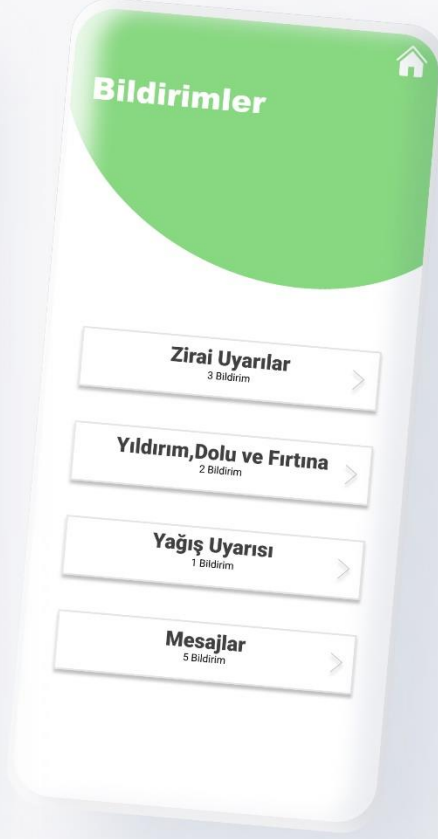 Bildirimler
Zirai Uyarılar
3 Bildirim
Yıldırım,Dolu ve Fırtına
2 Bildirim
Yağış Uyarısı
1 Bildirim
Mesajlar
5 Bildirim